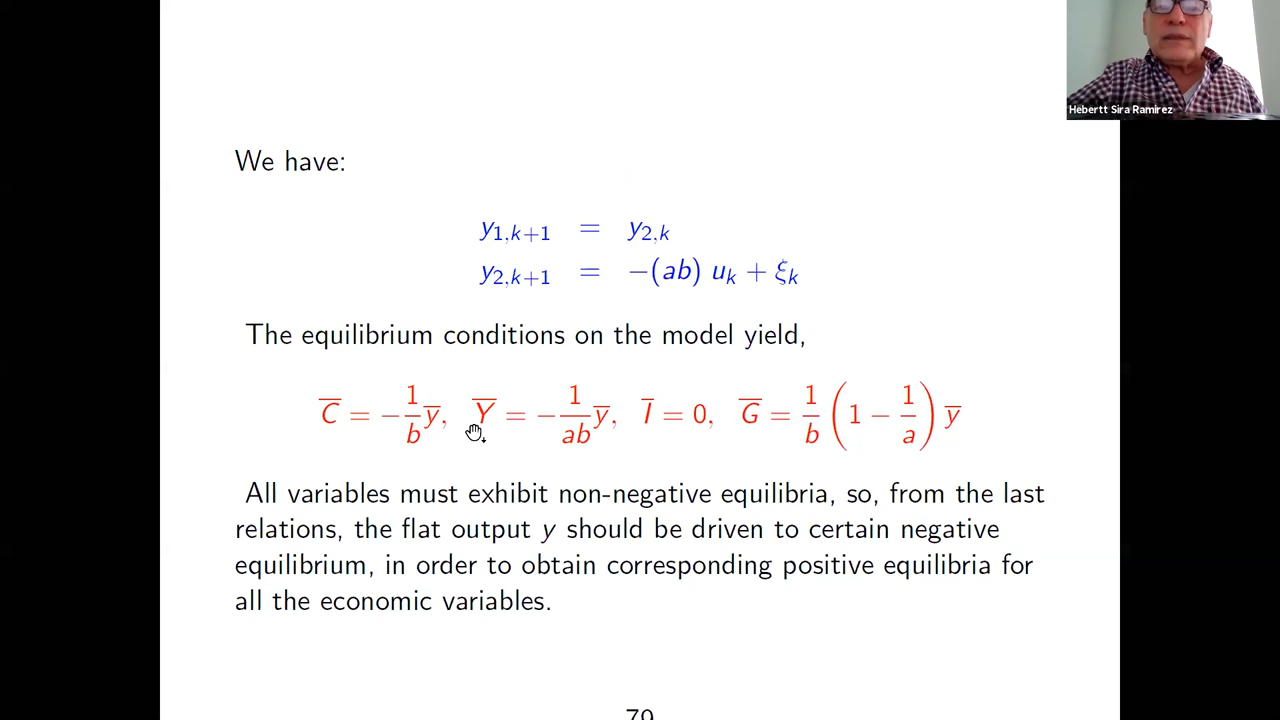 Hebertt Sira Ramirez
We have:
y₁,ₖ₊₁ = y₂,ₖ
y₂,ₖ₊₁ = −(ab) uₖ + ξₖ
The equilibrium conditions on the model yield,
C̅ = −1/b y̅, Y̅ = −1/ab y̅, I̅ = 0, G̅ = 1/b (1 − 1/a) y̅
All variables must exhibit non-negative equilibria, so, from the last
relations, the flat output y should be driven to certain negative
equilibrium, in order to obtain corresponding positive equilibria for
all the economic variables.